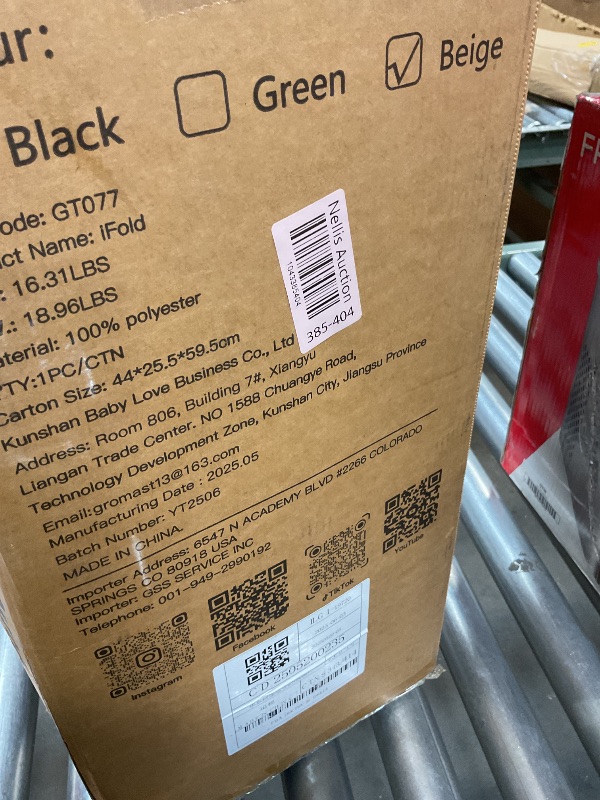 ur:
Black
Green
Beige
ode: GT077
ct Name: iFold
.: 16.31LBS
.: 18.96LBS
aterial: 100% polyester
TY:1PC/CTN
Carton Size: 44*25.5*59.5cm
Kunshan Baby Love Business Co., Ltd
Address: Room 806, Building 7#, Xiangyu
Liangan Trade Center. NO 1588 Chuangye Road,
Technology Development Zone, Kunshan City, Jiangsu Province
Email:gromast13@163.com
Manufacturing Date : 2025.05
Batch Number: YT2506
MADE IN CHINA.
Importer Address: 6547 N ACADEMY BLVD #2266 COLORADO
SPRINGS CO 80918 USA
Importer: GSS SERVICE INC
Telephone: 001-949-2990192
Instagram
Facebook
TikTok
YouTube
Nellis Auction
1043395404
385-404
CD 2505200235
FR